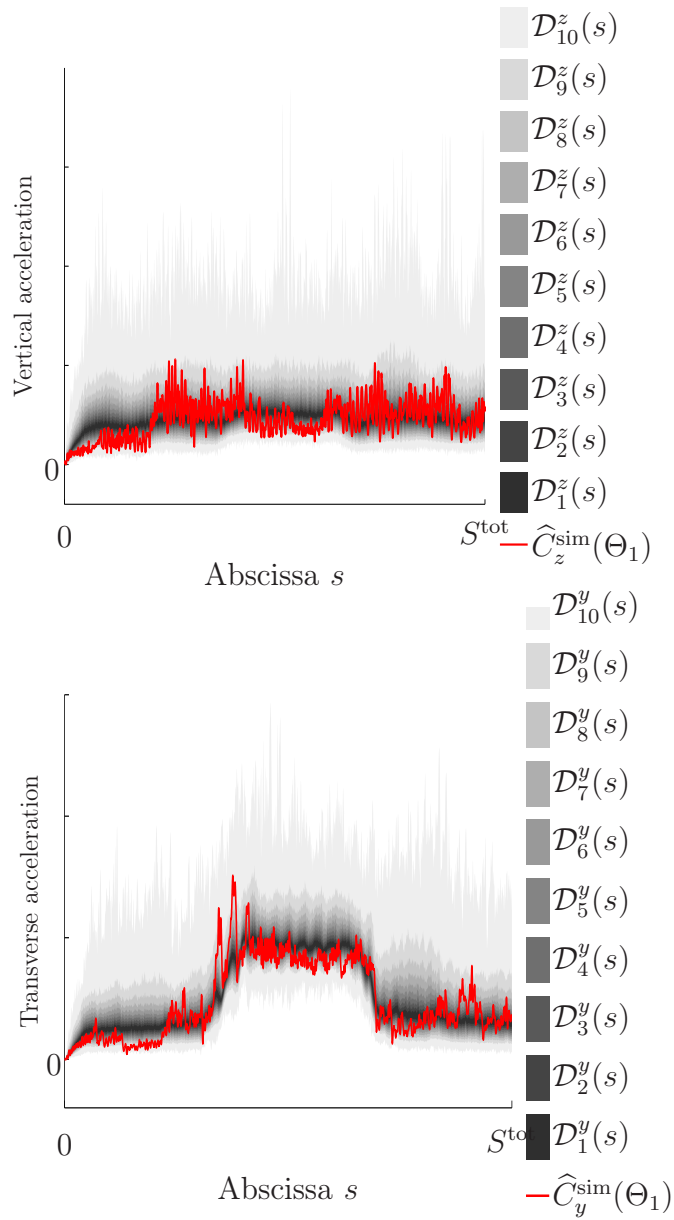 𝒟^z_10(s)
𝒟^z_9(s)
𝒟^z_8(s)
𝒟^z_7(s)
𝒟^z_6(s)
𝒟^z_5(s)
𝒟^z_4(s)
𝒟^z_3(s)
𝒟^z_2(s)
𝒟^z_1(s)
Ĉ^sim_z(Θ_1)
Vertical acceleration
0
0
S^tot
Abscissa s
𝒟^y_10(s)
𝒟^y_9(s)
𝒟^y_8(s)
𝒟^y_7(s)
𝒟^y_6(s)
𝒟^y_5(s)
𝒟^y_4(s)
𝒟^y_3(s)
𝒟^y_2(s)
𝒟^y_1(s)
Ĉ^sim_y(Θ_1)
Transverse acceleration
0
0
S^tot
Abscissa s